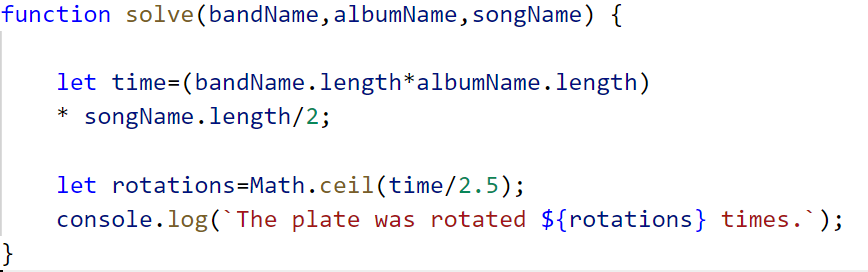 function solve(bandName,albumName,songName) {
let time=(bandName.length*albumName.length)
* songName.length/2;
let rotations=Math.ceil(time/2.5);
console.log(`The plate was rotated ${rotations} times.`);
}